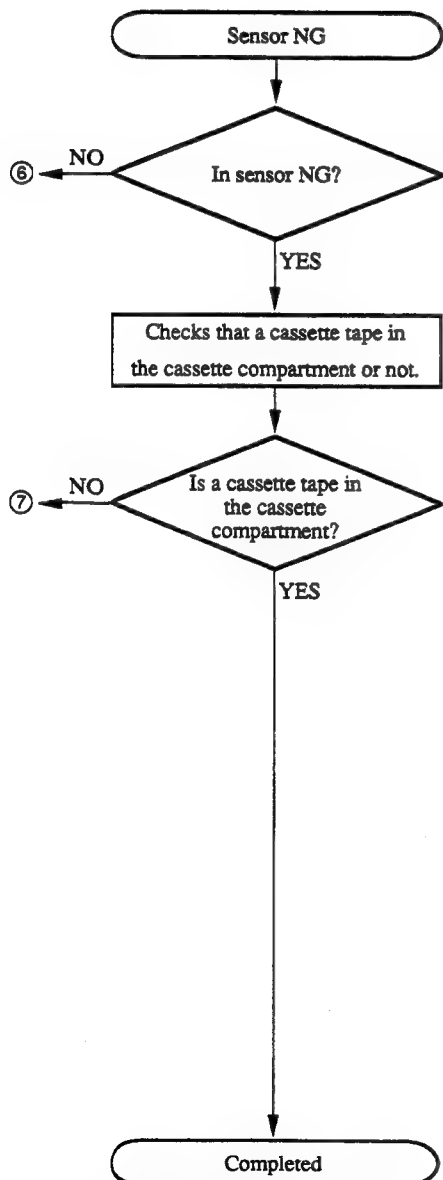 Sensor NG
In sensor NG?
NO
⑥
YES
Checks that a cassette tape in
the cassette compartment or not.
Is a cassette tape in
the cassette
compartment?
NO
⑦
YES
Completed